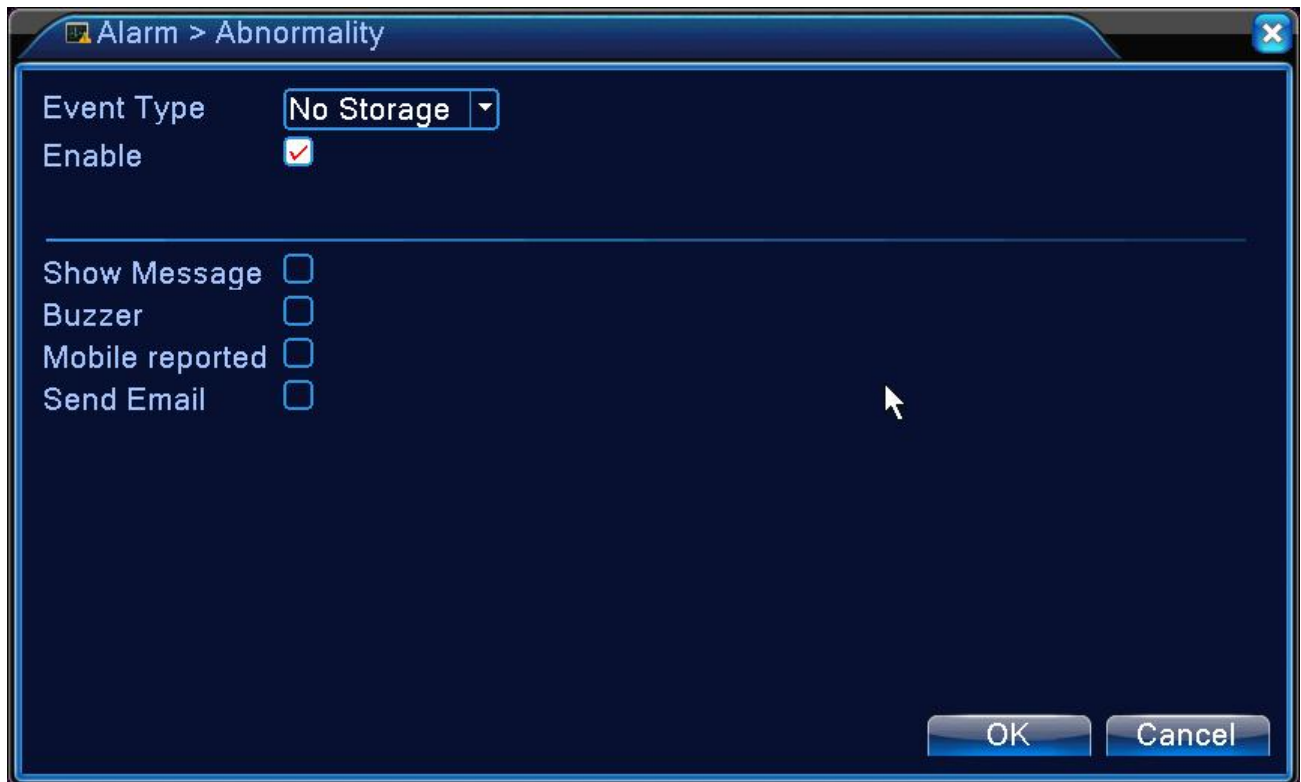 Alarm > Abnormality
Event Type No Storage
Enable
Show Message
Buzzer
Mobile reported
Send Email
OK Cancel